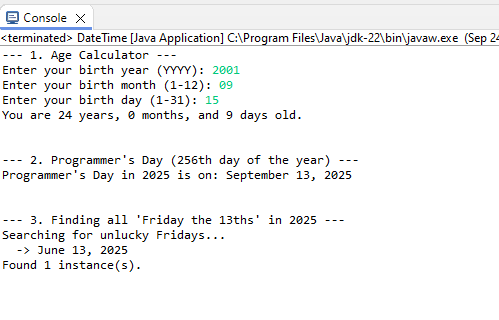 Console
<terminated> DateTime [Java Application] C:\Program Files\Java\jdk-22\bin\javaw.exe (Sep 24
--- 1. Age Calculator ---
Enter your birth year (YYYY): 2001
Enter your birth month (1-12): 09
Enter your birth day (1-31): 15
You are 24 years, 0 months, and 9 days old.
--- 2. Programmer's Day (256th day of the year) ---
Programmer's Day in 2025 is on: September 13, 2025
--- 3. Finding all 'Friday the 13ths' in 2025 ---
Searching for unlucky Fridays...
-> June 13, 2025
Found 1 instance(s).